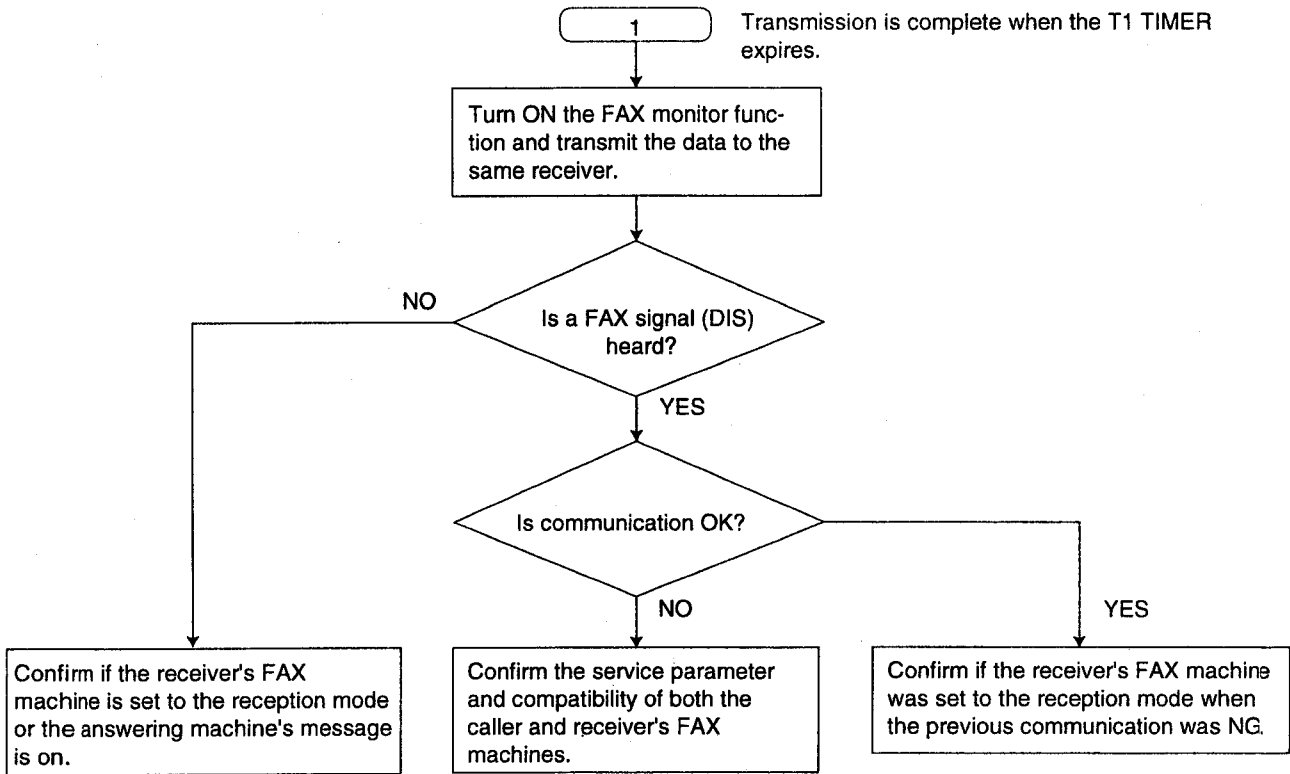 1
Transmission is complete when the T1 TIMER
expires.
Turn ON the FAX monitor func-
tion and transmit the data to the
same receiver.
NO
Is a FAX signal (DIS)
heard?
YES
Is communication OK?
NO
YES
Confirm if the receiver's FAX
machine is set to the reception mode
or the answering machine's message
is on.
Confirm the service parameter
and compatibility of both the
caller and receiver's FAX
machines.
Confirm if the receiver's FAX machine
was set to the reception mode when
the previous communication was NG.